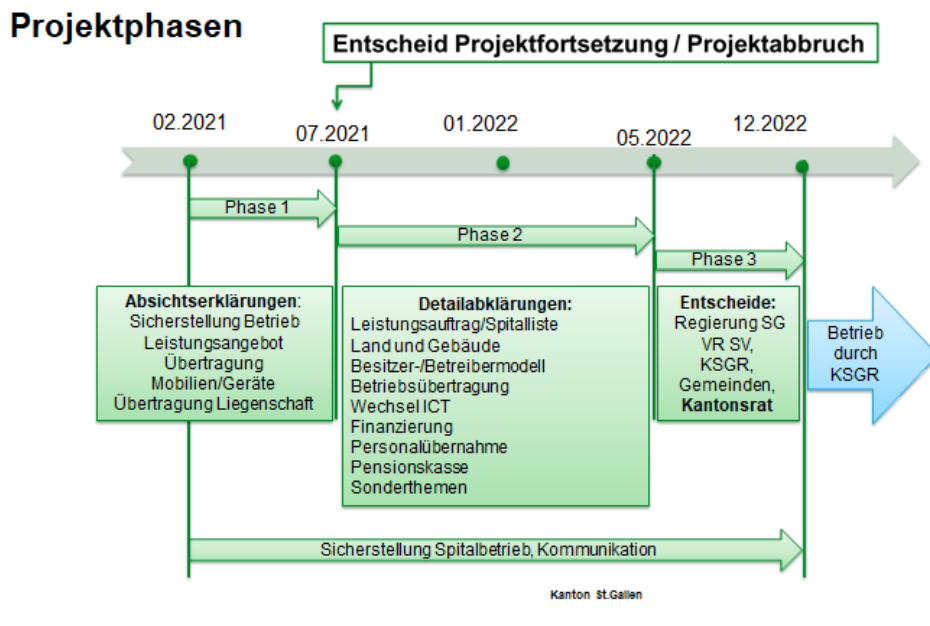 Projektphasen
Entscheid Projektfortsetzung / Projektabbruch
02.2021
07.2021
01.2022
05.2022
12.2022
Phase 1
Phase 2
Phase 3
Absichtserklärungen:
Sicherstellung Betrieb
Leistungsangebot
Übertragung
Mobilien/Geräte
Übertragung Liegenschaft
Detailabklärungen:
Leistungsauftrag/Spitalliste
Land und Gebäude
Besitzer-/Betreibermodell
Betriebsübertragung
Wechsel ICT
Finanzierung
Personalübernahme
Pensionskasse
Sonderthemen
Entscheide:
Regierung SG
VR SV,
KSGR,
Gemeinden,
Kantonsrat
Betrieb
durch
KSGR
Sicherstellung Spitalbetrieb, Kommunikation
Kanton St.Gallen